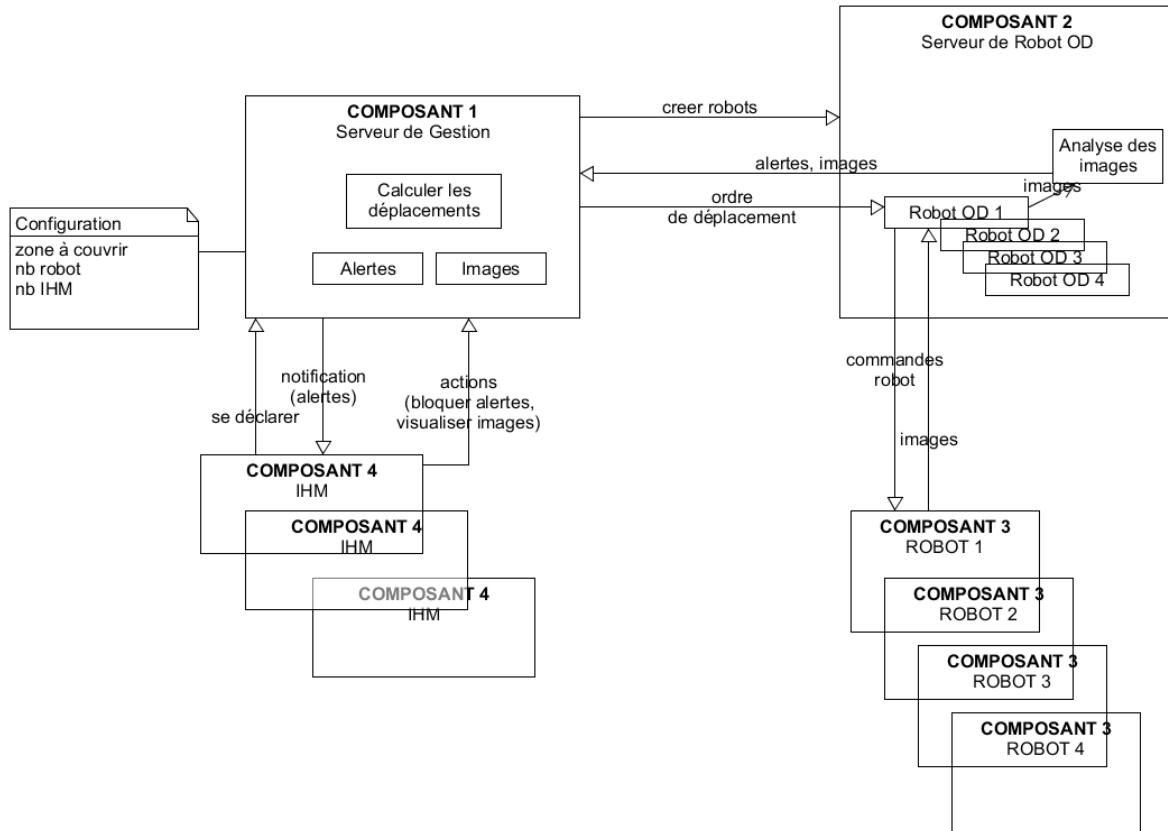 COMPOSANT 2
Serveur de Robot OD
COMPOSANT 1
Serveur de Gestion
creer robots
Analyse des
images
alertes, images
Calculer les
déplacements
images
ordre
de déplacement
Robot OD 1
Robot OD 2
Robot OD 3
Robot OD 4
Configuration
zone à couvrir
nb robot
nb IHM
Alertes
Images
commandes
robot
notification
(alertes)
actions
(bloquer alertes,
visualiser images)
se déclarer
images
COMPOSANT 4
IHM
COMPOSANT 4
IHM
COMPOSANT 4
IHM
COMPOSANT 3
ROBOT 1
COMPOSANT 3
ROBOT 2
COMPOSANT 3
ROBOT 3
COMPOSANT 3
ROBOT 4